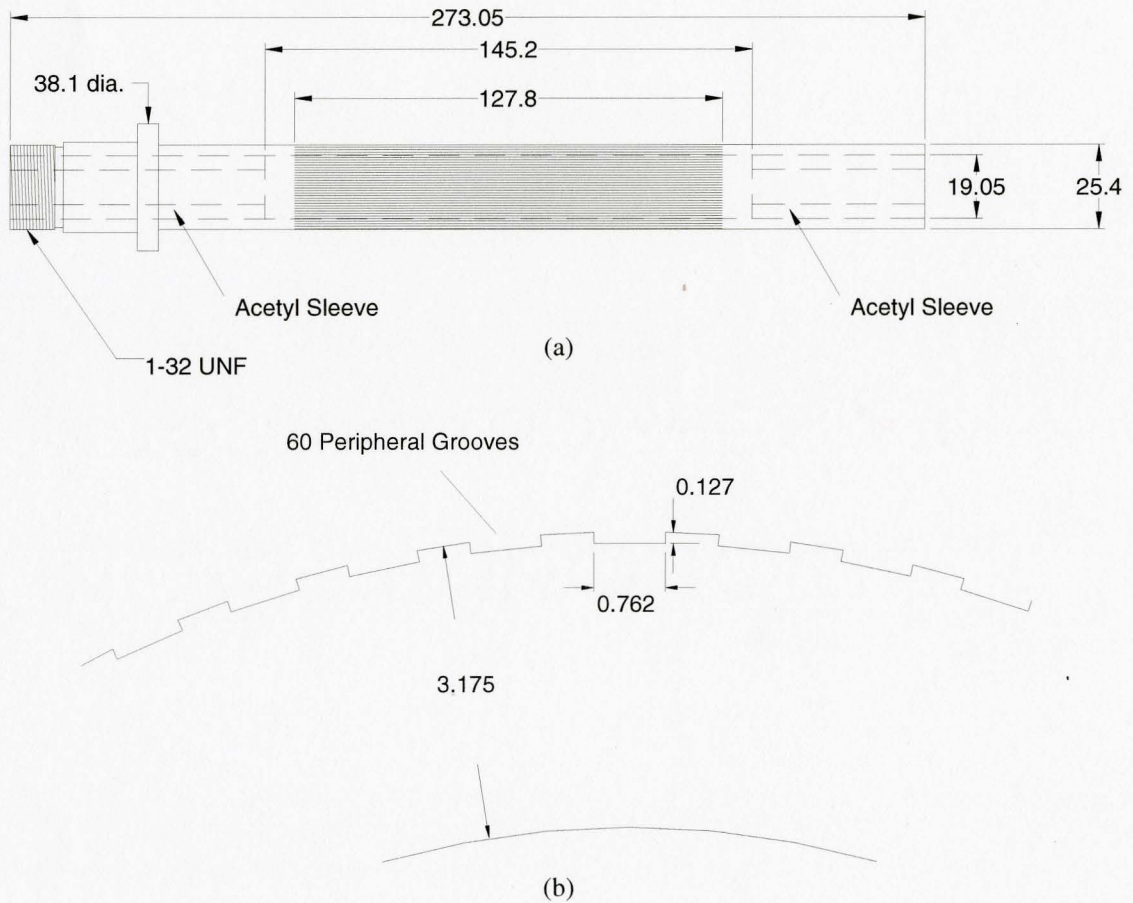 273.05
145.2
38.1 dia.
127.8
19.05
25.4
Acetyl Sleeve
Acetyl Sleeve
(a)
1-32 UNF
60 Peripheral Grooves
0.127
0.762
3.175
(b)